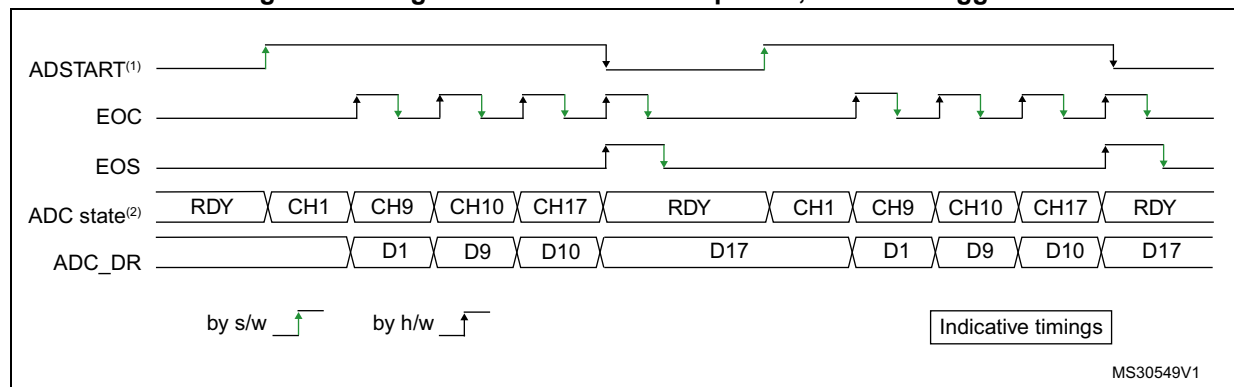 ADSTART(1)
EOC
EOS
ADC state(2) RDY CH1 CH9 CH10 CH17 RDY CH1 CH9 CH10 CH17 RDY
ADC_DR D1 D9 D10 D17 D1 D9 D10 D17
by s/w by h/w Indicative timings
MS30549V1